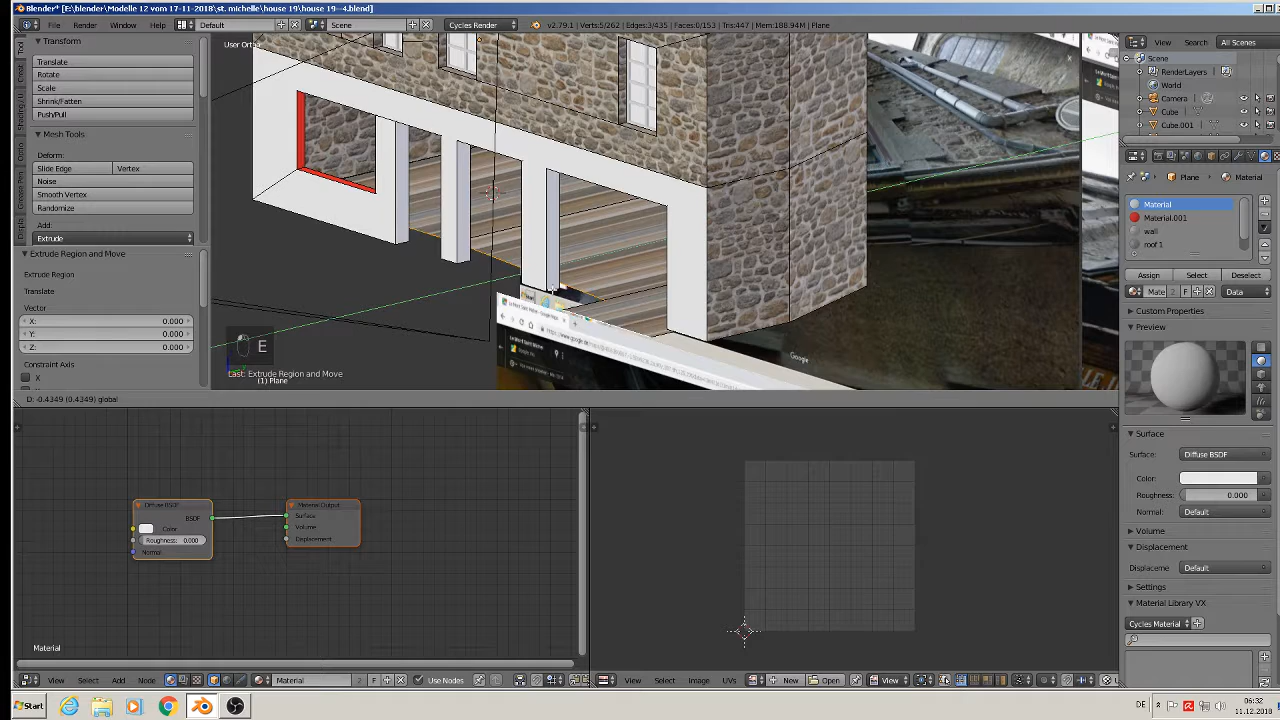 Blender* [E:\blender\Modelle 12 vom 17-11-2018\st. michelle\house 19\house 19--4.blend]
File Render Window Help Default Scene Cycles Render v2.79.1 | Verts:5/262 | Edges:3/435 | Faces:0/153 | Tris:447 | Mem:188.94M | Plane
Transform
Translate
Rotate
Scale
Shrink/Fatten
Push/Pull
Mesh Tools
Deform:
Slide Edge Vertex
Noise
Smooth Vertex
Randomize
Add:
Extrude
Extrude Region and Move
Extrude Region
Translate
Vector
X: 0.000
Y: 0.000
Z: 0.000
Constraint Axis
X
User Ortho
E
Last: Extrude Region and Move
(1) Plane
Google
D: -0.4349 (0.4349) global
View Search All Scenes
Scene
RenderLayers
World
Camera
Cube
Cube.001
Plane Material
Material
Material.001
wall
roof 1
Assign Select Deselect
Mate 2 F Data
Custom Properties
Preview
Surface
Surface: Diffuse BSDF
Color:
Roughness: 0.000
Normal: Default
Volume
Displacement
Displaceme Default
Settings
Material Library VX
Cycles Material
Diffuse BSDF
BSDF
Color
Roughness: 0.000
Normal
Material Output
Surface
Volume
Displacement
Material
View Select Add Node Material 2 F Use Nodes
View Select Image UVs New Open View
Start
DE
06:32
11.12.2018